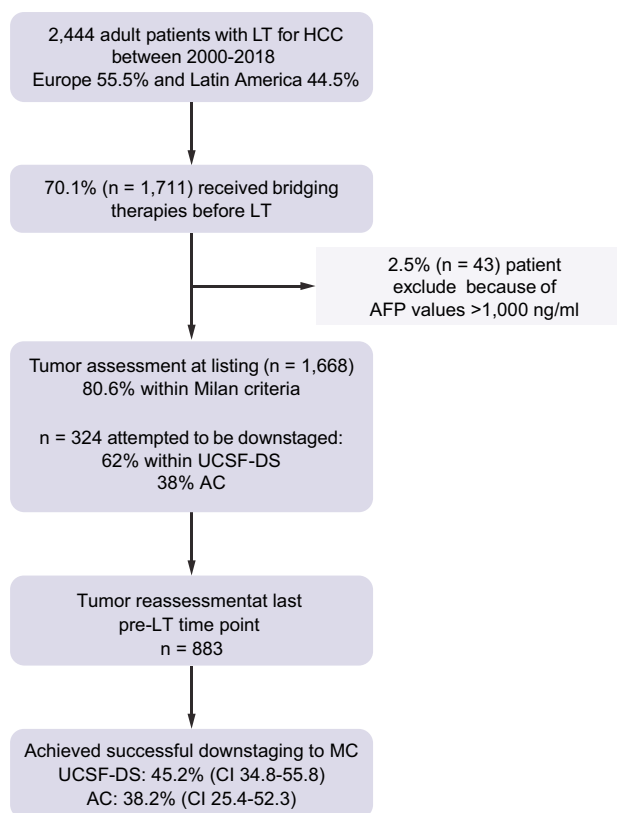 2,444 adult patients with LT for HCC
between 2000-2018
Europe 55.5% and Latin America 44.5%
70.1% (n = 1,711) received bridging
therapies before LT
2.5% (n = 43) patient
exclude because of
AFP values >1,000 ng/ml
Tumor assessment at listing (n = 1,668)
80.6% within Milan criteria
n = 324 attempted to be downstaged:
62% within UCSF-DS
38% AC
Tumor reassessmentat last
pre-LT time point
n = 883
Achieved successful downstaging to MC
UCSF-DS: 45.2% (CI 34.8-55.8)
AC: 38.2% (CI 25.4-52.3)